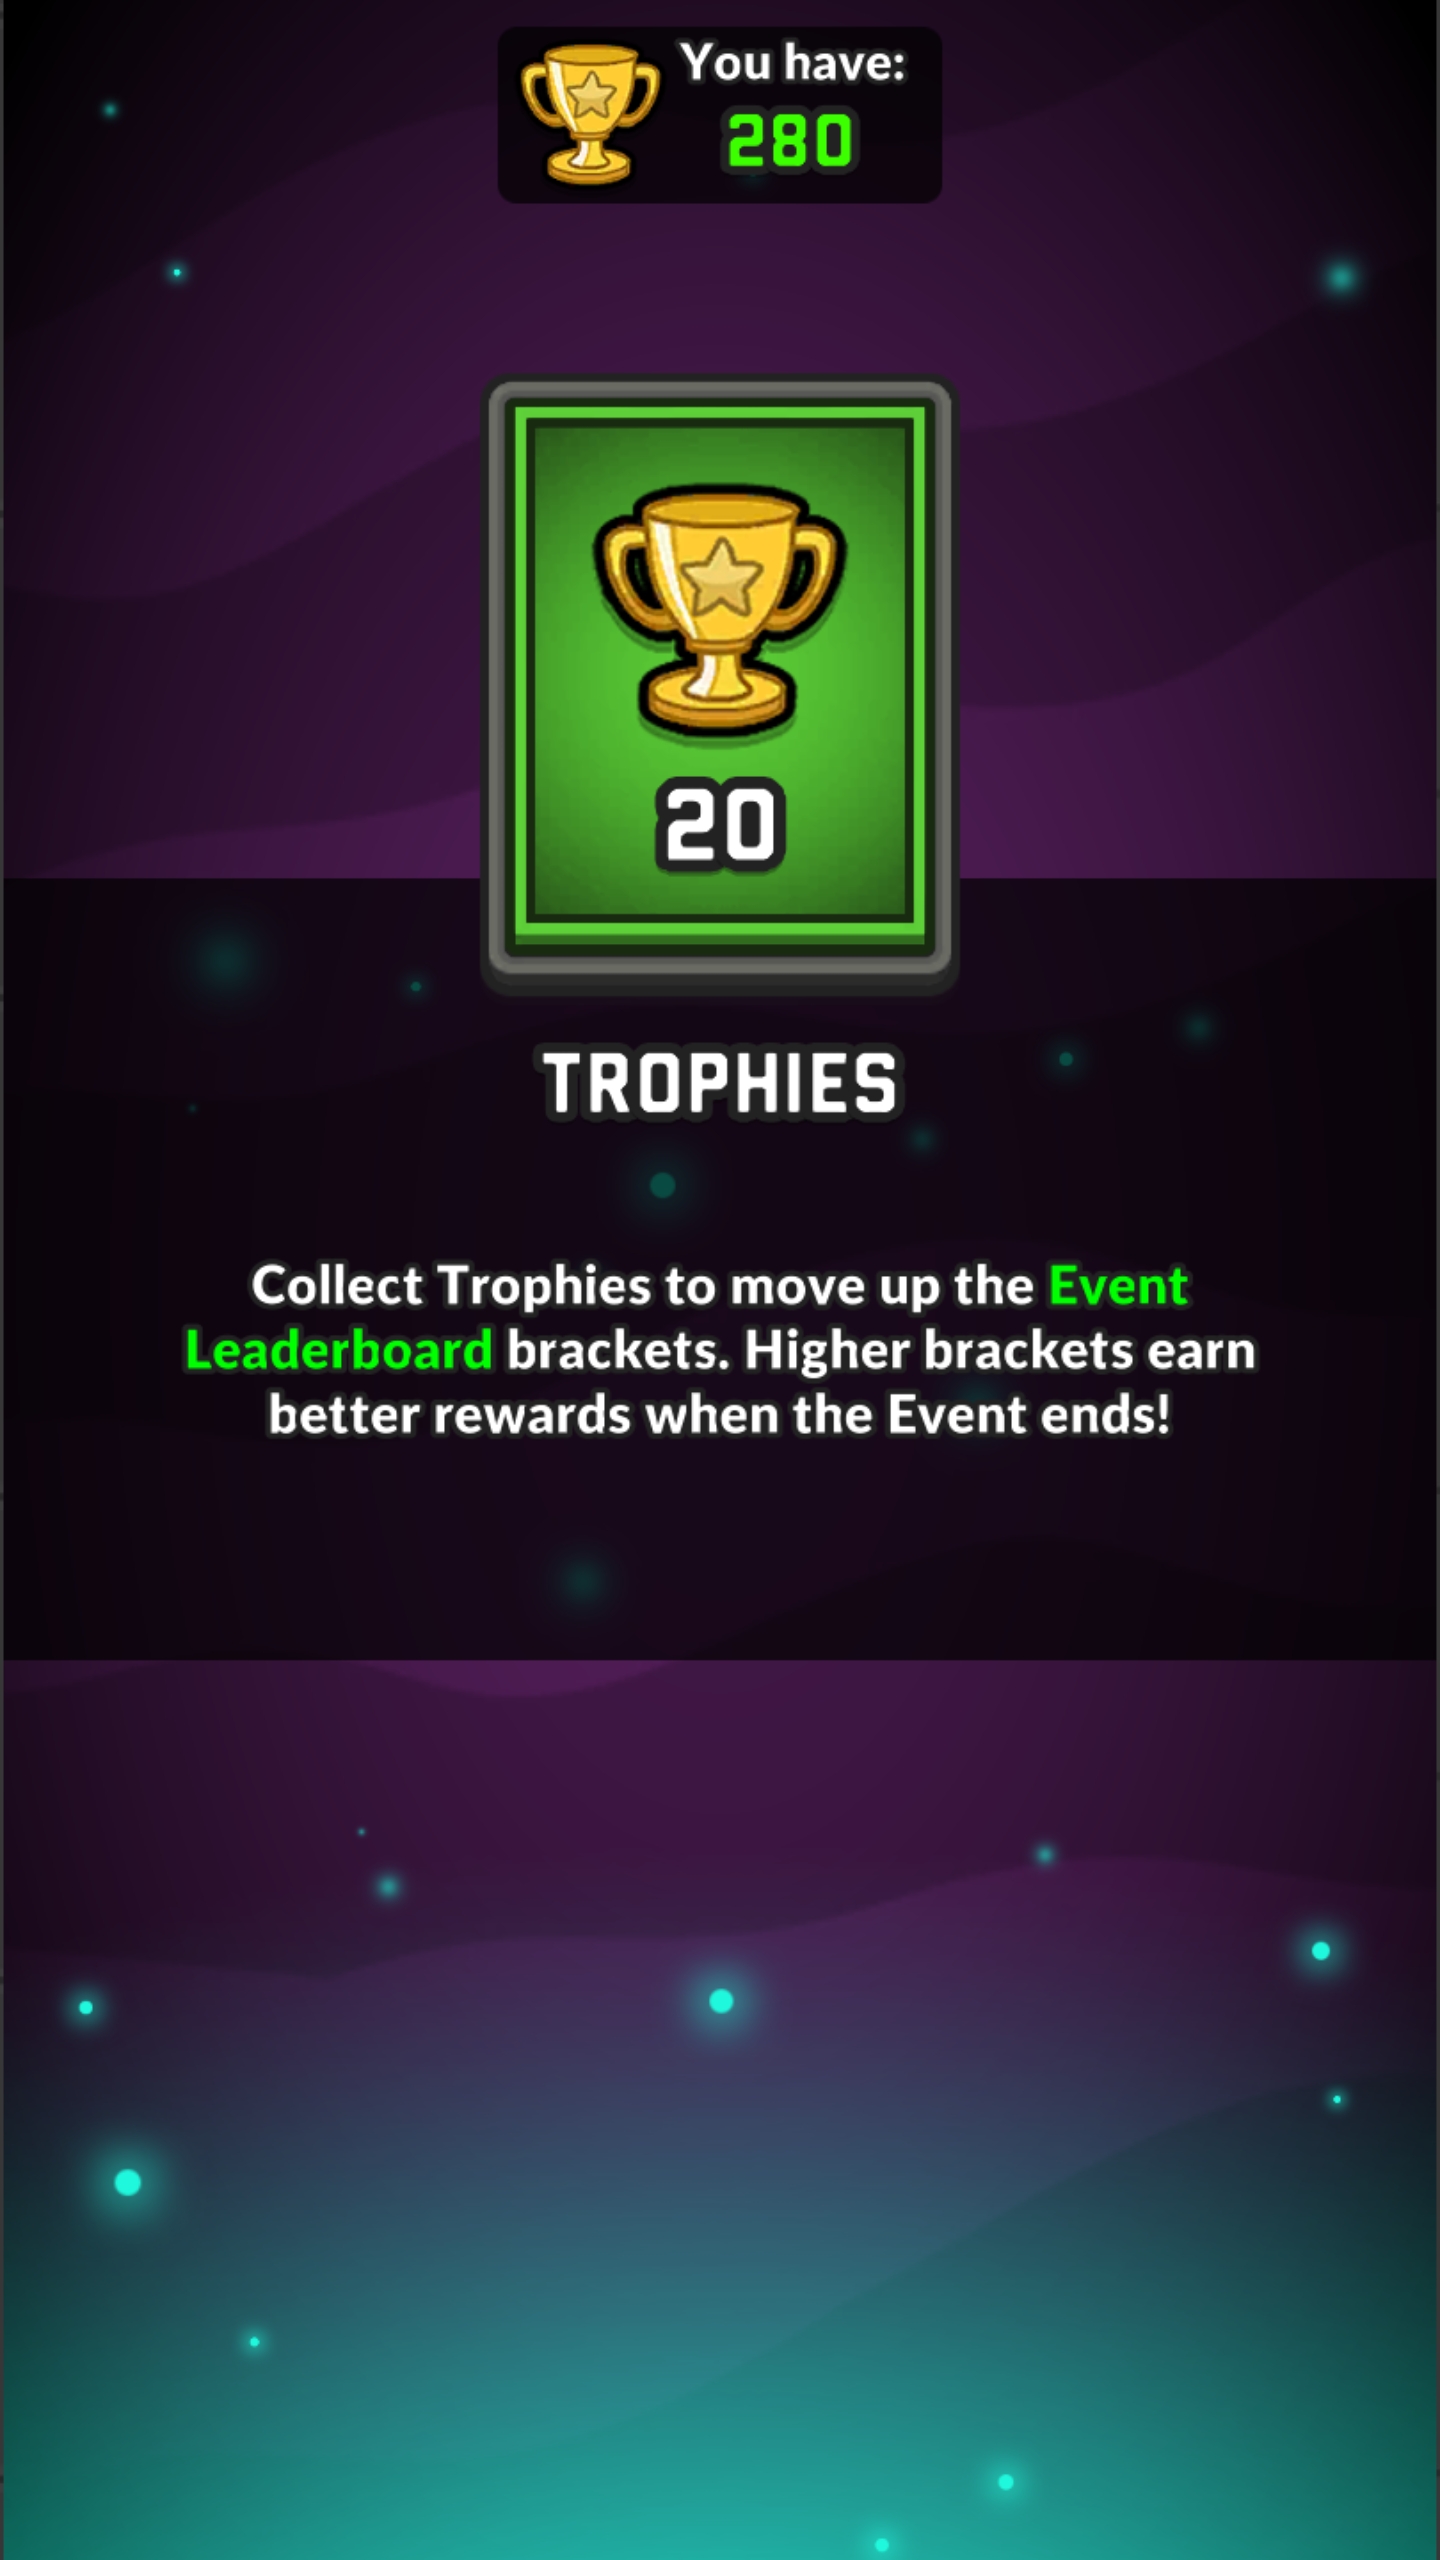 You have:
280
20
TROPHIES
Collect Trophies to move up the Event
Leaderboard brackets. Higher brackets earn
better rewards when the Event ends!